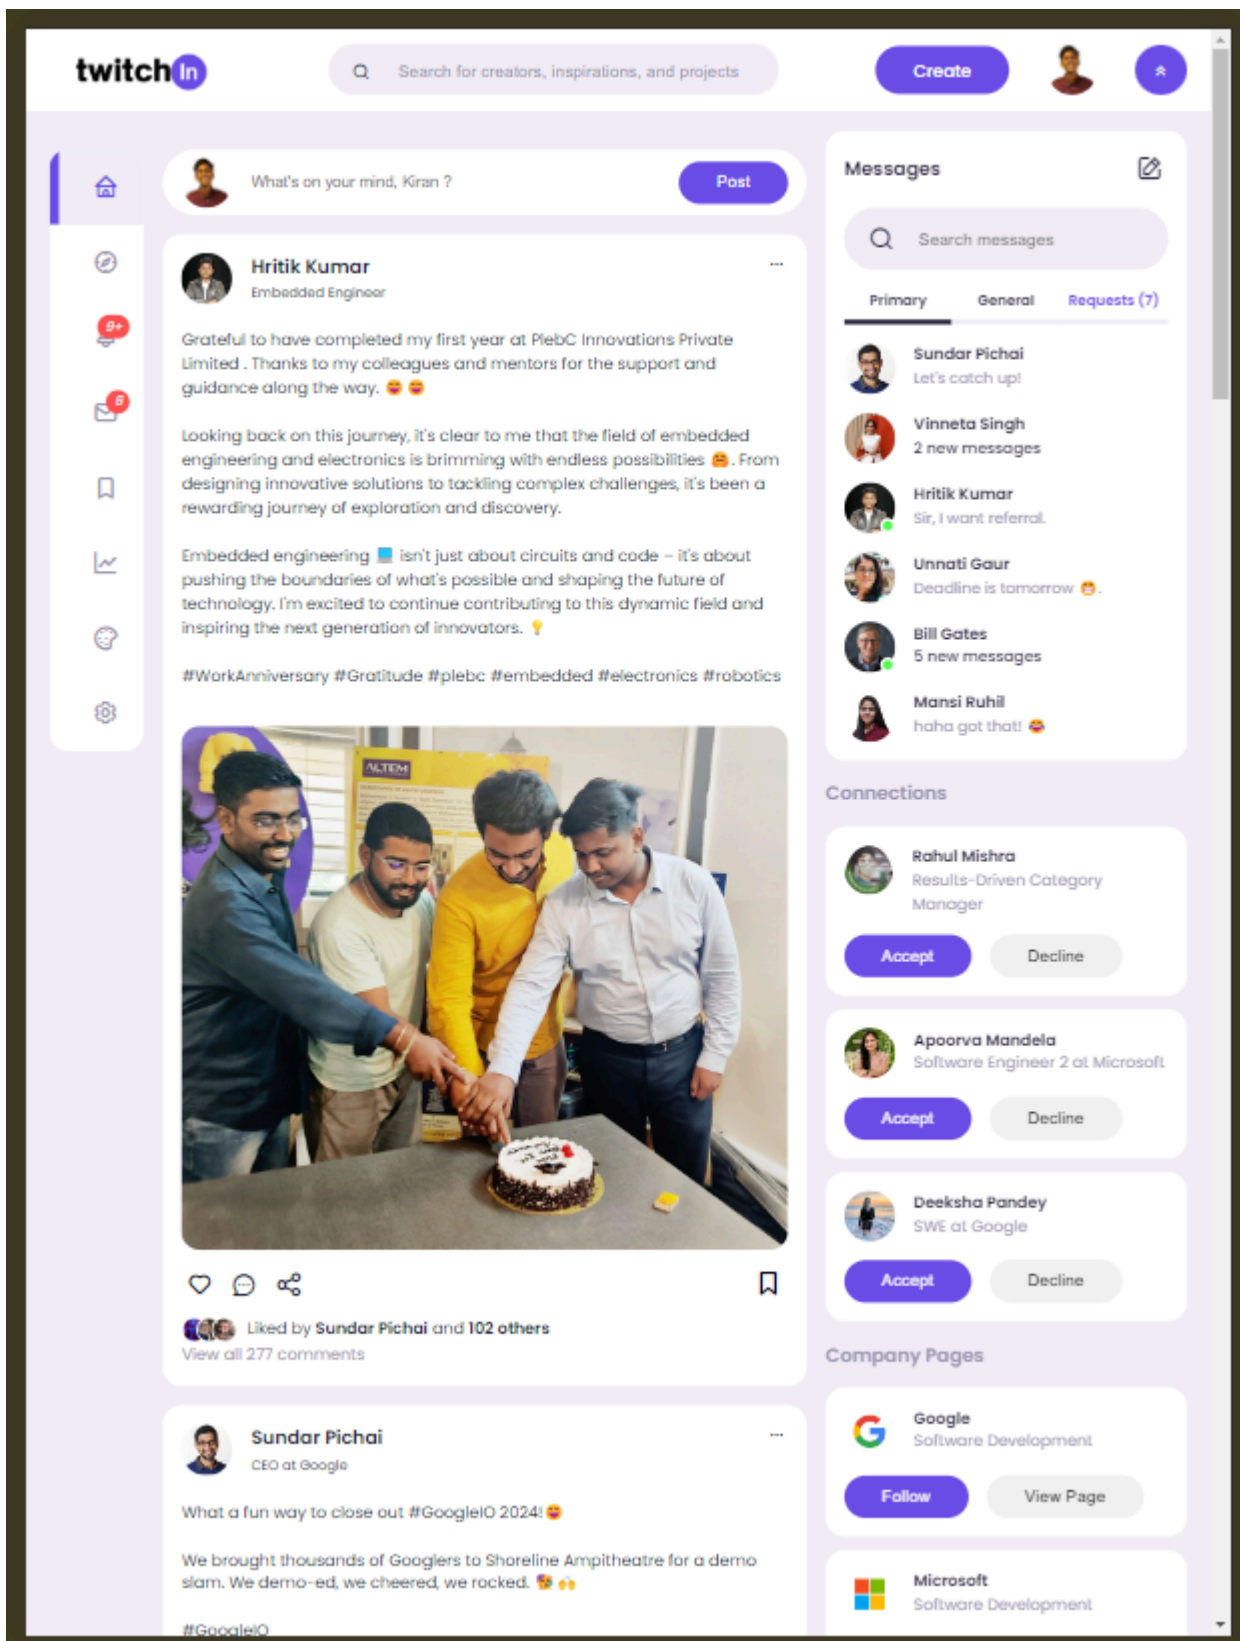 twitch In
Search for creators, inspirations, and projects
Create
What's on your mind, Kiran ?
Post
9+
6
Hritik Kumar
Embedded Engineer
Grateful to have completed my first year at PlebC Innovations Private
Limited . Thanks to my colleagues and mentors for the support and
guidance along the way. 😄 😄
Looking back on this journey, it's clear to me that the field of embedded
engineering and electronics is brimming with endless possibilities 🤗. From
designing innovative solutions to tackling complex challenges, it's been a
rewarding journey of exploration and discovery.
Embedded engineering 💻 isn't just about circuits and code – it's about
pushing the boundaries of what's possible and shaping the future of
technology. I'm excited to continue contributing to this dynamic field and
inspiring the next generation of innovators. 💡
#WorkAnniversary #Gratitude #plebc #embedded #electronics #robotics
ALTEM
Liked by Sundar Pichai and 102 others
View all 277 comments
Sundar Pichai
CEO at Google
What a fun way to close out #GoogleIO 2024! 😄
We brought thousands of Googlers to Shoreline Ampitheatre for a demo
slam. We demo-ed, we cheered, we rocked. 🎉 🙌
#GoogleIO
Messages
Search messages
Primary General Requests (7)
Sundar Pichai
Let's catch up!
Vinneta Singh
2 new messages
Hritik Kumar
Sir, I want referral.
Unnati Gaur
Deadline is tomorrow 😁.
Bill Gates
5 new messages
Mansi Ruhil
haha got that! 😂
Connections
Rahul Mishra
Results-Driven Category
Manager
Accept Decline
Apoorva Mandela
Software Engineer 2 at Microsoft
Accept Decline
Deeksha Pandey
SWE at Google
Accept Decline
Company Pages
Google
Software Development
Follow View Page
Microsoft
Software Development